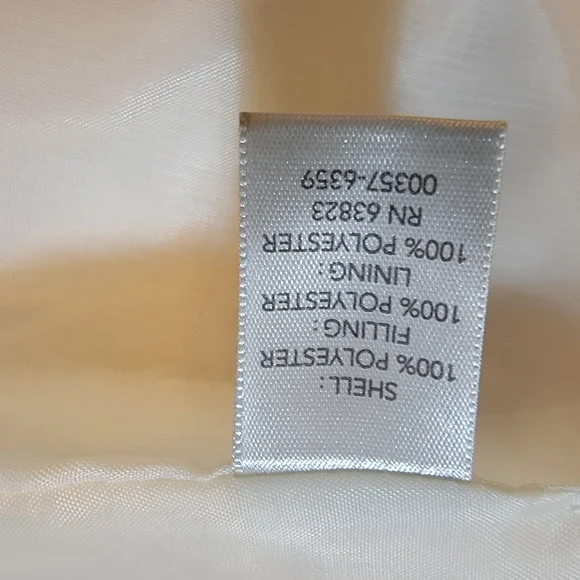 SHELL:
100% POLYESTER
FILLING:
100% POLYESTER
LINING:
100% POLYESTER
RN 63823
00357-6359